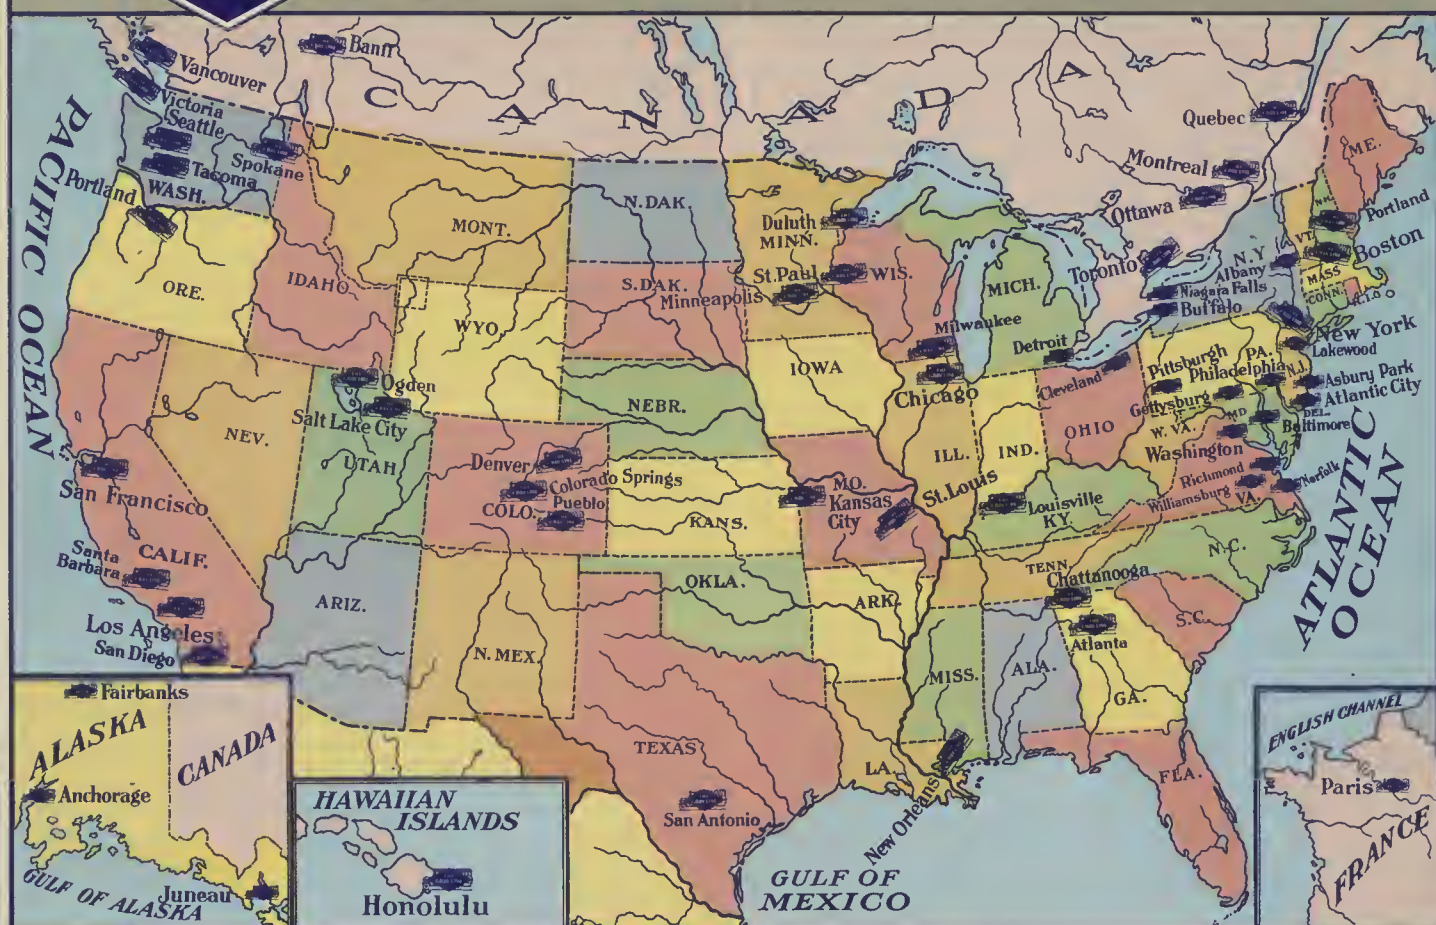 Vancouver
Banff
CANADA
Victoria
Seattle
Tacoma
Spokane
WASH.
Portland
PACIFIC OCEAN
ORE.
IDAHO
MONT.
WYO.
N.DAK.
S.DAK.
NEBR.
Duluth
MINN.
St.Paul
Minneapolis
WIS.
IOWA
MICH.
Milwaukee
Detroit
Chicago
Cleveland
ILL.
IND.
OHIO
Quebec
Montreal
Ottawa
Toronto
ME.
N.H.
VT.
Portland
Boston
N.Y
Albany
Niagara Falls
Buffalo
MASS
CONN.
R.I.
New York
Lakewood
Pittsburgh
PA.
Philadelphia
N.J.
Gettysburg
Asbury Park
Atlantic City
MD
DEL.
Baltimore
W. VA.
Washington
Richmond
Williamsburg
VA.
Norfolk
ATLANTIC
OCEAN
Ogden
Salt Lake City
NEV.
UTAH
San Francisco
CALIF.
Santa
Barbara
Los Angeles
San Diego
Denver
Colorado Springs
Pueblo
COLO.
KANS.
MO.
Kansas
City
St.Louis
Louisville
KY.
ARIZ.
N.MEX.
OKLA.
ARK.
TENN.
Chattanooga
N.C.
S.C.
Atlanta
MISS.
ALA.
GA.
TEXAS
San Antonio
LA.
New Orleans
FLA.
GULF OF
MEXICO
Fairbanks
ALASKA
CANADA
Anchorage
Juneau
GULF OF ALASKA
HAWAIIAN
ISLANDS
Honolulu
ENGLISH CHANNEL
Paris
FRANCE